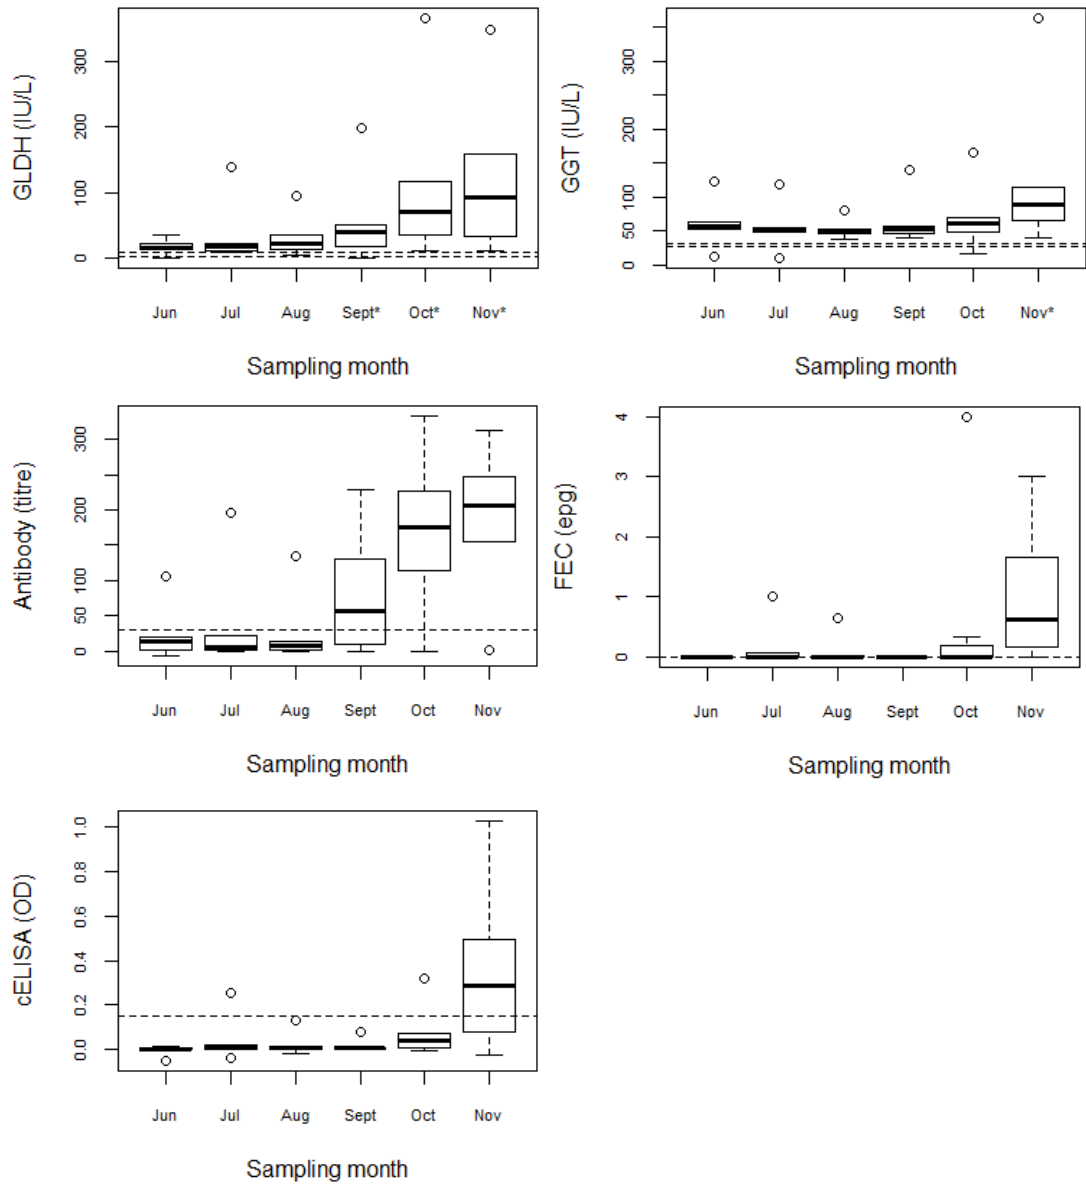 GLDH (IU/L)
300
200
100
0
Jun Jul Aug Sept* Oct* Nov*
Sampling month
GGT (IU/L)
300
200
100
50
0
Jun Jul Aug Sept Oct Nov*
Sampling month
Antibody (titre)
300
200
100
50
0
Jun Jul Aug Sept Oct Nov
Sampling month
FEC (epg)
4
3
2
1
0
Jun Jul Aug Sept Oct Nov
Sampling month
cELISA (OD)
1.0
0.8
0.6
0.4
0.2
0.0
Jun Jul Aug Sept Oct Nov
Sampling month